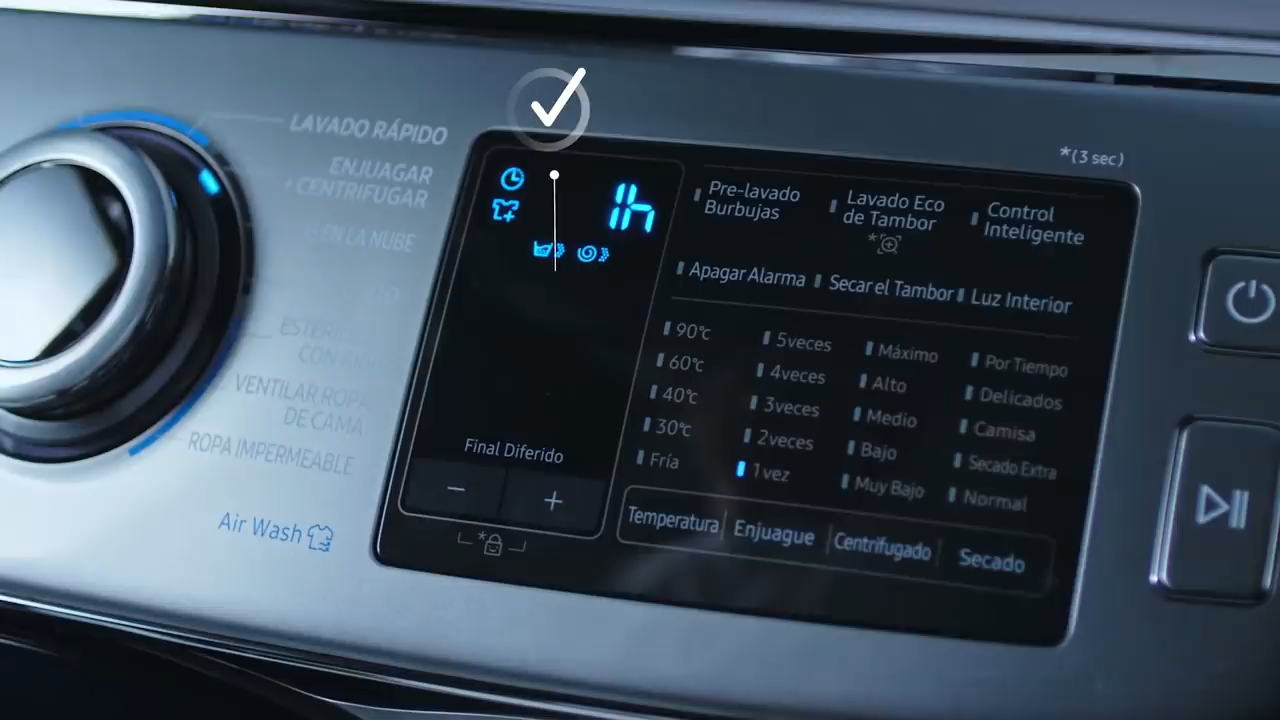 LAVADO RÁPIDO
ENJUAGAR
+ CENTRIFUGAR
EN LA NUBE
VENTILAR ROPA
DE CAMA
ROPA IMPERMEABLE
Air Wash
1h
Final Diferido
− +
*
*(3 sec)
Pre-lavado
Burbujas
Lavado Eco
de Tambor
*
Control
Inteligente
Apagar Alarma
Secar el Tambor
Luz Interior
90℃ 5veces Máximo Por Tiempo
60℃ 4veces Alto Delicados
40℃ 3veces Medio Camisa
30℃ 2veces Bajo Secado Extra
Fría 1 vez Muy Bajo Normal
Temperatura Enjuague Centrifugado Secado